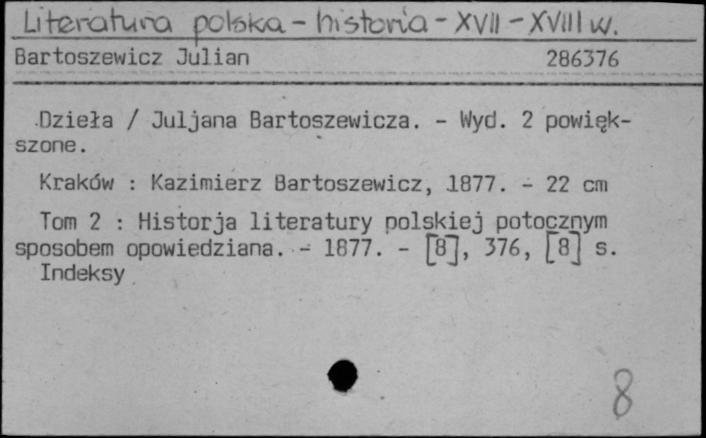 Literatura polska - historia - XVII - XVIII w.
Bartoszewicz Julian 286376
Dzieła / Juljana Bartoszewicza. - Wyd. 2 powięk-
szone.
Kraków : Kazimierz Bartoszewicz, 1877. - 22 cm
Tom 2 : Historja literatury polskiej potocznym
sposobem opowiedziana. - 1877. - [8], 376, [8] s.
Indeksy
8